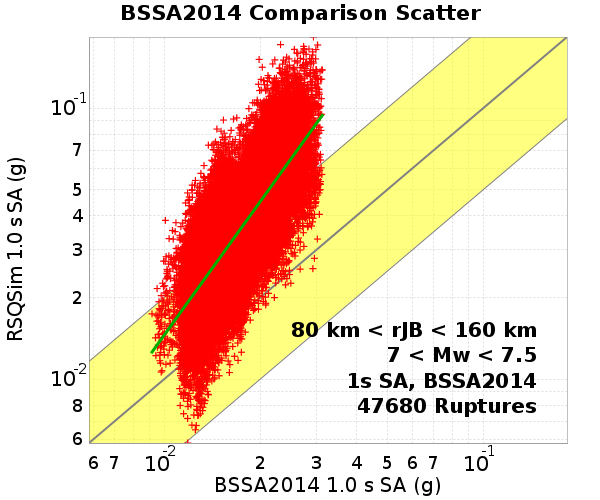 BSSA2014 Comparison Scatter
RSQSim 1.0 s SA (g)
10-1
7
5
4
3
2
10-2
8
6
80 km < rJB < 160 km
7 < Mw < 7.5
1s SA, BSSA2014
47680 Ruptures
6 7 10-2 2 3 4 5 6 7 10-1
BSSA2014 1.0 s SA (g)